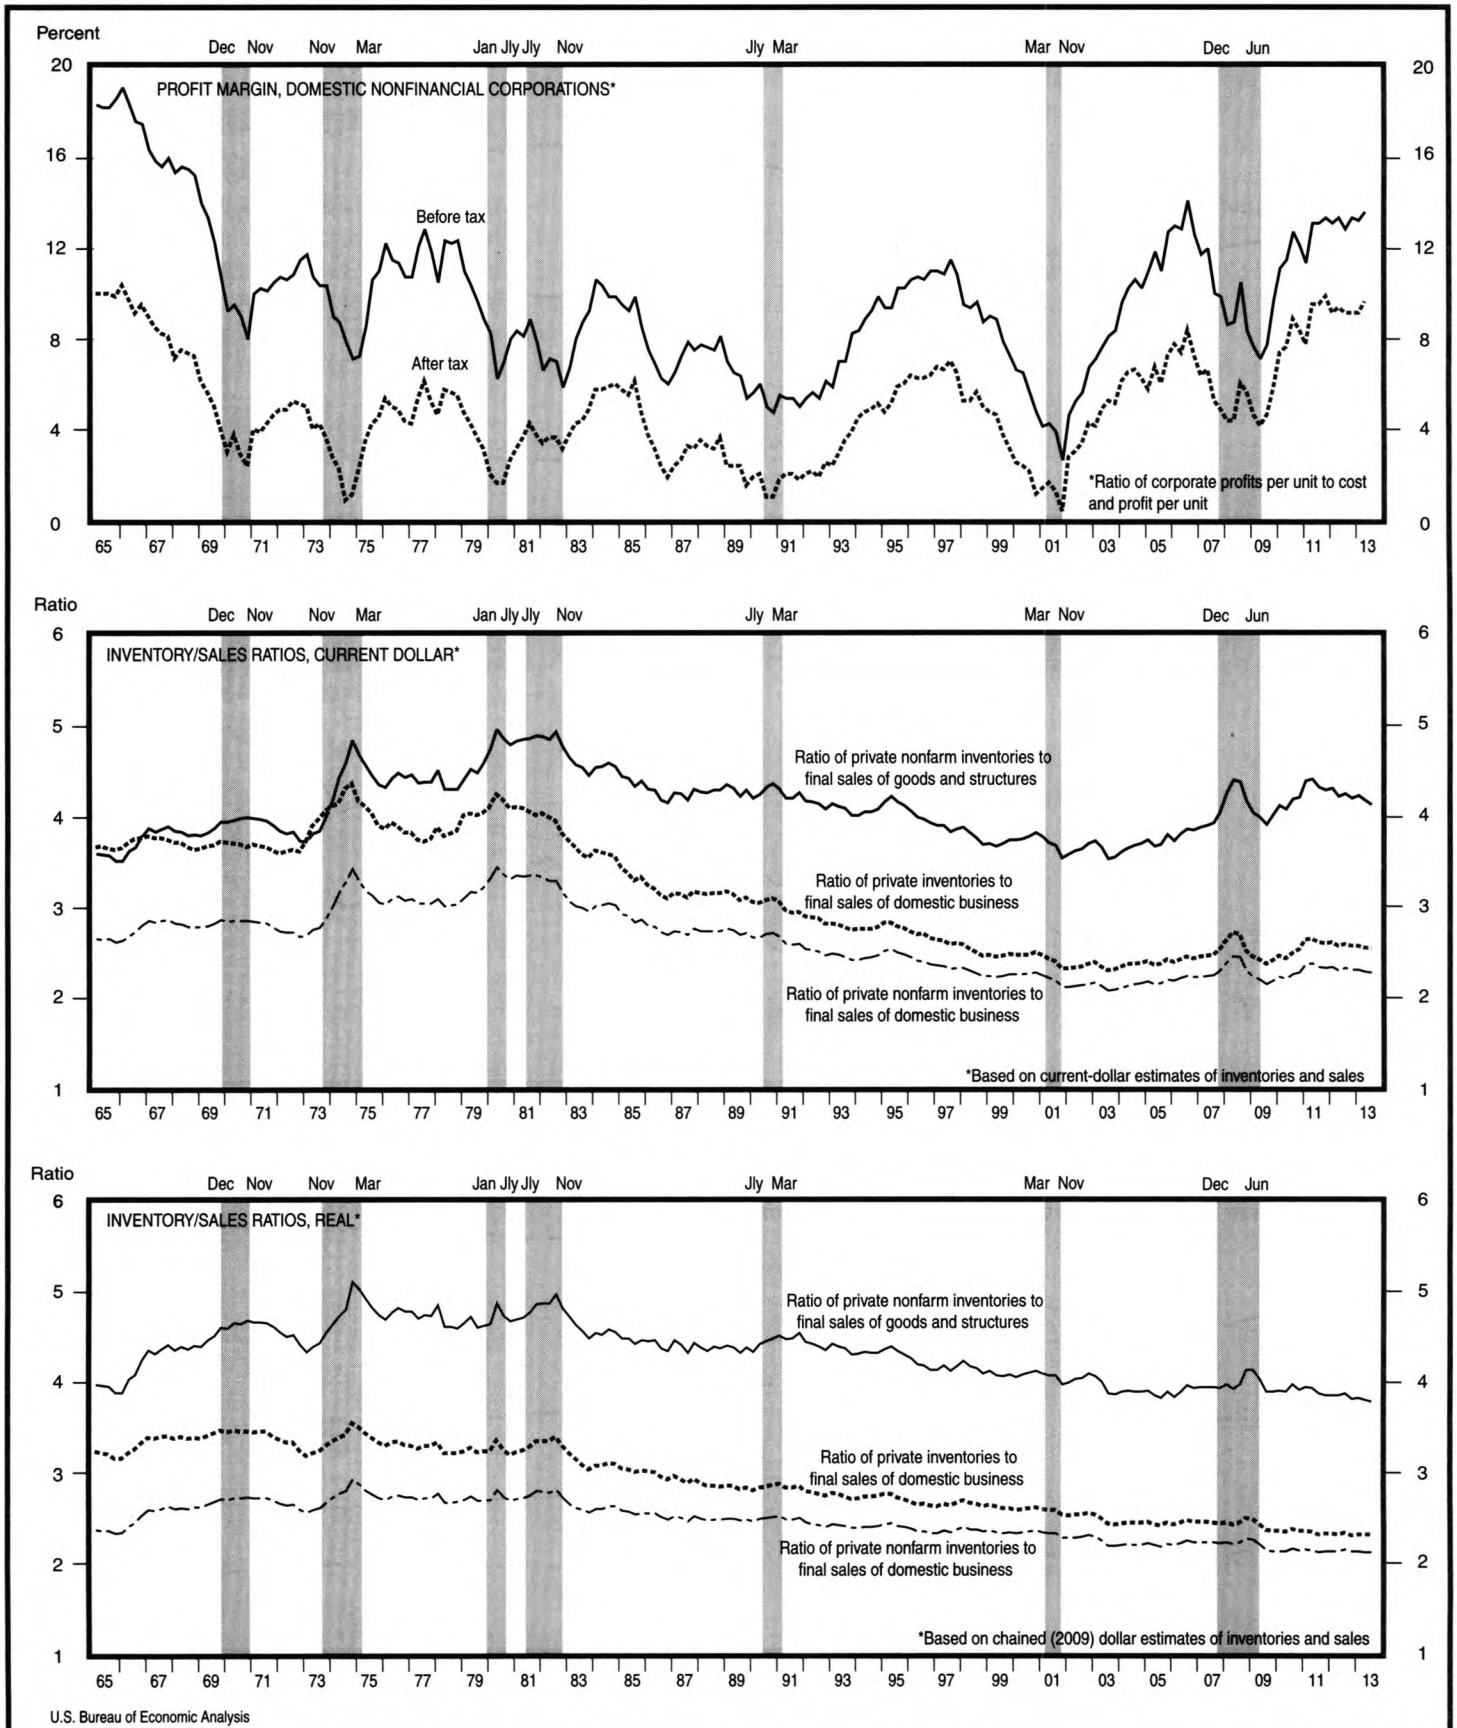 Percent
Dec Nov Nov Mar Jan Jly Jly Nov Jly Mar Mar Nov Dec Jun
20 20
PROFIT MARGIN, DOMESTIC NONFINANCIAL CORPORATIONS*
16 16
Before tax
12 12
8 8
After tax
4 4
*Ratio of corporate profits per unit to cost
and profit per unit
0 0
65 67 69 71 73 75 77 79 81 83 85 87 89 91 93 95 97 99 01 03 05 07 09 11 13
Ratio
Dec Nov Nov Mar Jan Jly Jly Nov Jly Mar Mar Nov Dec Jun
6 6
INVENTORY/SALES RATIOS, CURRENT DOLLAR*
5 5
Ratio of private nonfarm inventories to
final sales of goods and structures
4 4
Ratio of private inventories to
final sales of domestic business
3 3
Ratio of private nonfarm inventories to
final sales of domestic business
2 2
*Based on current-dollar estimates of inventories and sales
1 1
65 67 69 71 73 75 77 79 81 83 85 87 89 91 93 95 97 99 01 03 05 07 09 11 13
Ratio
Dec Nov Nov Mar Jan Jly Jly Nov Jly Mar Mar Nov Dec Jun
6 6
INVENTORY/SALES RATIOS, REAL*
5 5
Ratio of private nonfarm inventories to
final sales of goods and structures
4 4
Ratio of private inventories to
final sales of domestic business
3 3
Ratio of private nonfarm inventories to
final sales of domestic business
2 2
*Based on chained (2009) dollar estimates of inventories and sales
1 1
65 67 69 71 73 75 77 79 81 83 85 87 89 91 93 95 97 99 01 03 05 07 09 11 13
U.S. Bureau of Economic Analysis